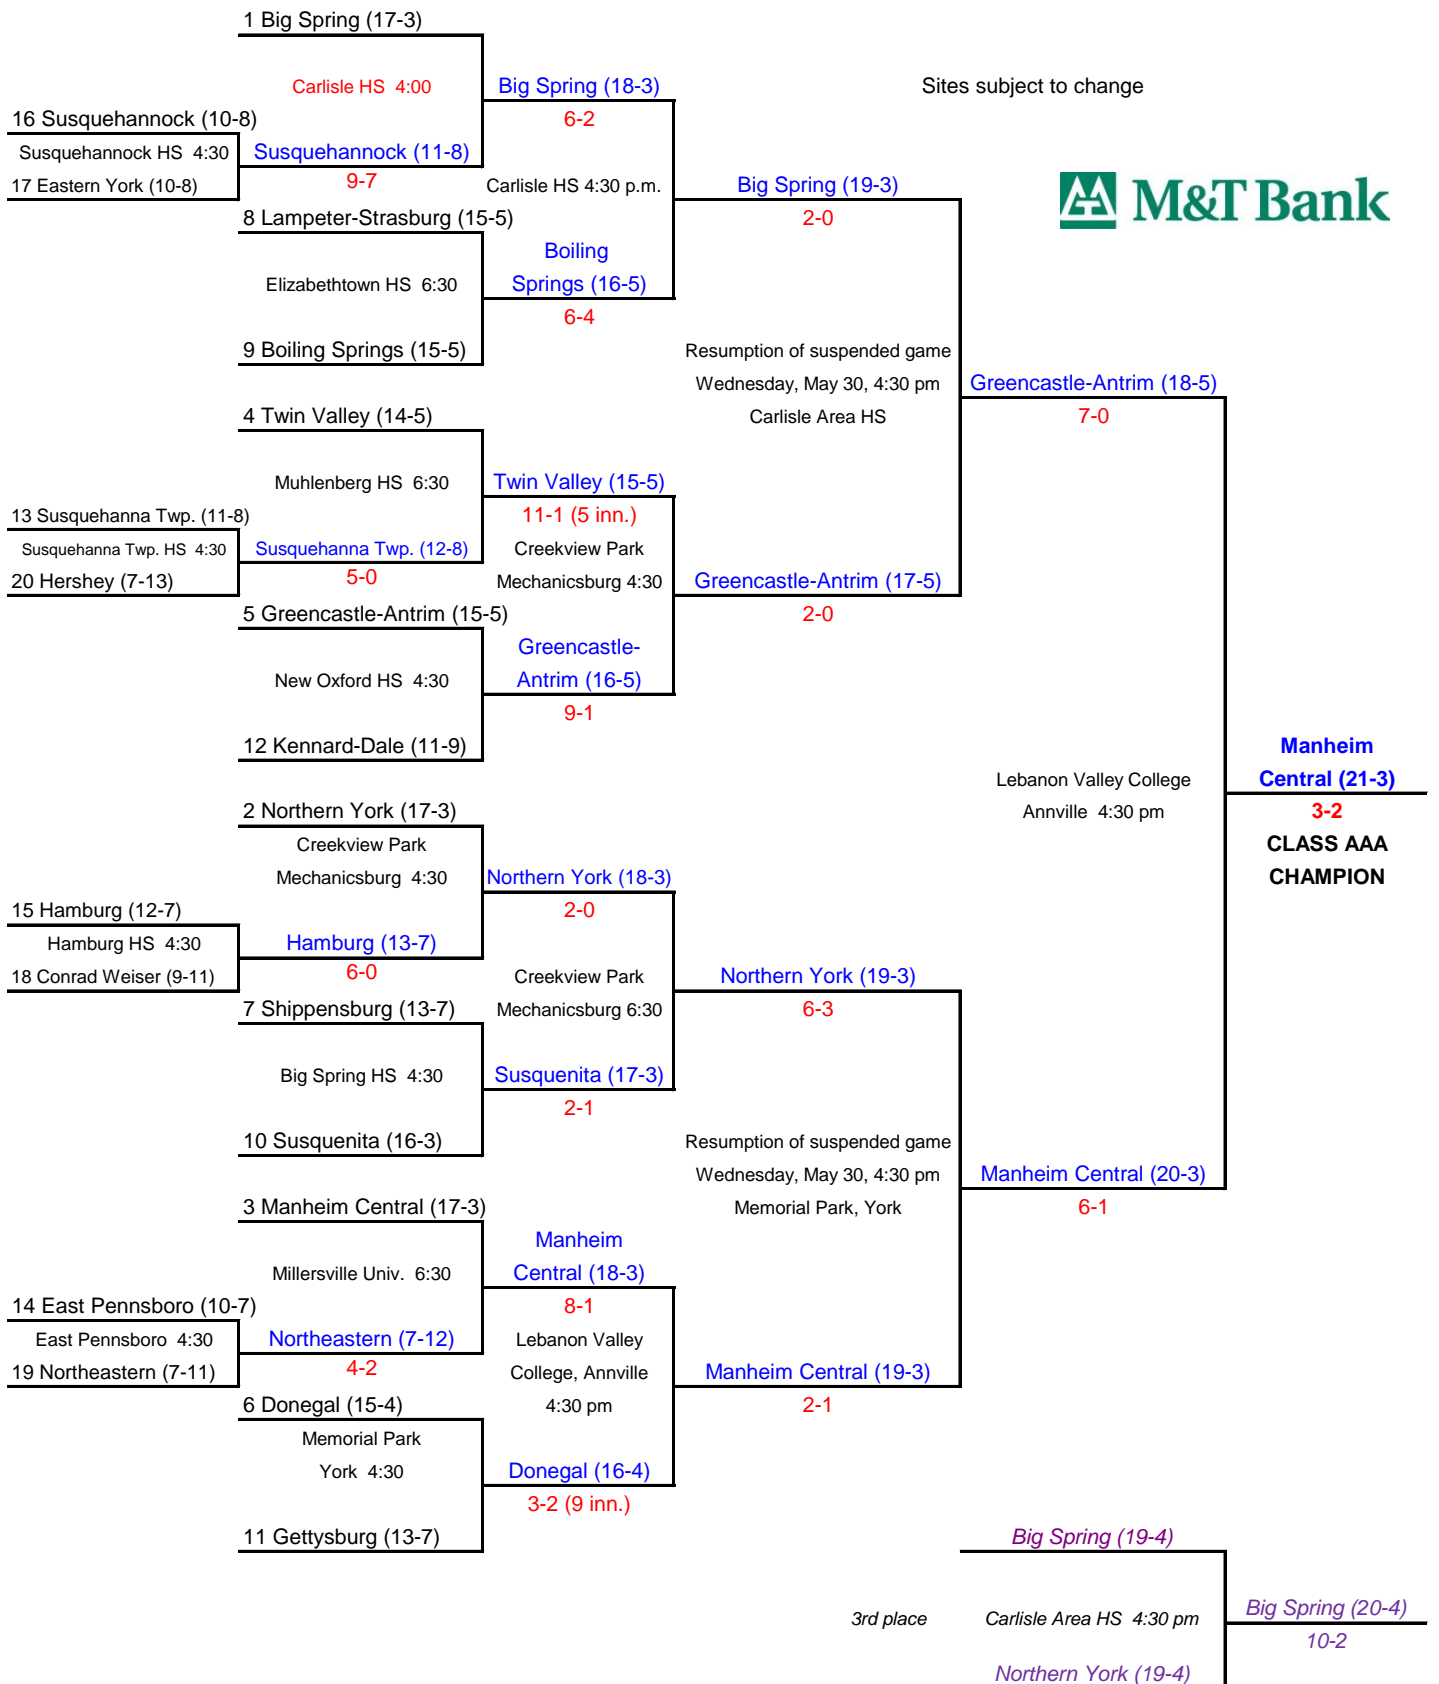 1 Big Spring (17-3)
Carlisle HS  4:00
Big Spring (18-3)
Sites subject to change
16 Susquehannock (10-8)
6-2
Susquehannock HS  4:30
Susquehannock (11-8)
17 Eastern York (10-8)
9-7
Carlisle HS 4:30 p.m.
Big Spring (19-3)
M&T Bank
8 Lampeter-Strasburg (15-5)
2-0
Boiling
Elizabethtown HS  6:30
Springs (16-5)
6-4
9 Boiling Springs (15-5)
Resumption of suspended game
Wednesday, May 30, 4:30 pm
Greencastle-Antrim (18-5)
4 Twin Valley (14-5)
Carlisle Area HS
7-0
Muhlenberg HS  6:30
Twin Valley (15-5)
13 Susquehanna Twp. (11-8)
11-1 (5 inn.)
Susquehanna Twp. HS  4:30
Susquehanna Twp. (12-8)
Creekview Park
20 Hershey (7-13)
5-0
Mechanicsburg 4:30
Greencastle-Antrim (17-5)
5 Greencastle-Antrim (15-5)
2-0
Greencastle-
New Oxford HS  4:30
Antrim (16-5)
9-1
12 Kennard-Dale (11-9)
Manheim
Lebanon Valley College
Central (21-3)
2 Northern York (17-3)
Annville  4:30 pm
3-2
Creekview Park
CLASS AAA
Mechanicsburg  4:30
Northern York (18-3)
CHAMPION
15 Hamburg (12-7)
2-0
Hamburg HS  4:30
Hamburg (13-7)
18 Conrad Weiser (9-11)
6-0
Creekview Park
Northern York (19-3)
7 Shippensburg (13-7)
Mechanicsburg 6:30
6-3
Big Spring HS  4:30
Susquenita (17-3)
2-1
10 Susquenita (16-3)
Resumption of suspended game
Wednesday, May 30, 4:30 pm
Manheim Central (20-3)
3 Manheim Central (17-3)
Memorial Park, York
6-1
Manheim
Millersville Univ.  6:30
Central (18-3)
14 East Pennsboro (10-7)
8-1
East Pennsboro  4:30
Northeastern (7-12)
Lebanon Valley
19 Northeastern (7-11)
4-2
College, Annville
Manheim Central (19-3)
6 Donegal (15-4)
4:30 pm
2-1
Memorial Park
York  4:30
Donegal (16-4)
3-2 (9 inn.)
11 Gettysburg (13-7)
Big Spring (19-4)
3rd place
Carlisle Area HS  4:30 pm
Big Spring (20-4)
10-2
Northern York (19-4)